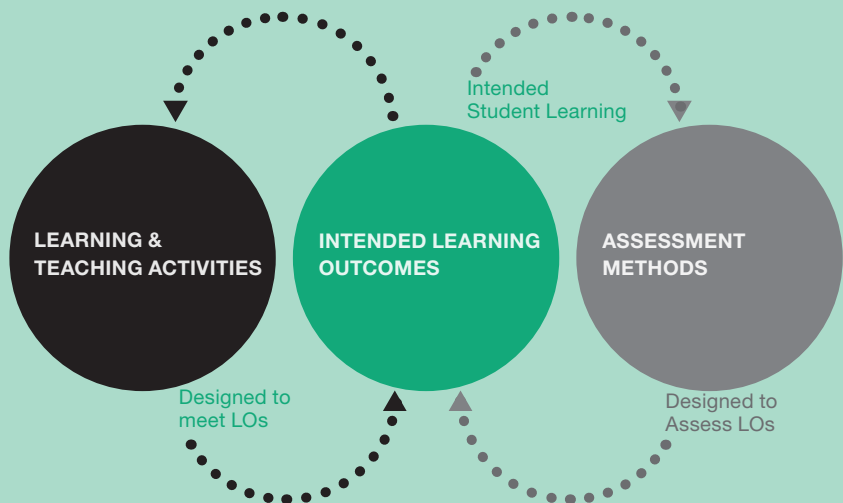 Intended
Student Learning
LEARNING &
TEACHING ACTIVITIES
INTENDED LEARNING
OUTCOMES
ASSESSMENT
METHODS
Designed to
meet LOs
Designed to
Assess LOs